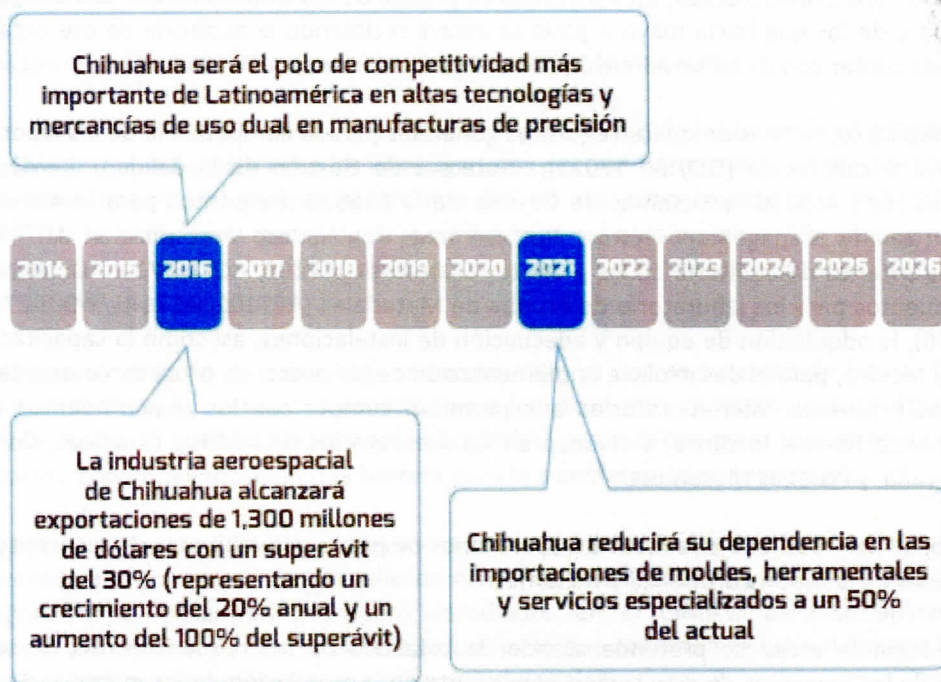 Chihuahua será el polo de competitividad más
importante de Latinoamérica en altas tecnologías y
mercancías de uso dual en manufacturas de precisión
2014 2015 2016 2017 2018 2019 2020 2021 2022 2023 2024 2025 2026
La industria aeroespacial
de Chihuahua alcanzará
exportaciones de 1,300 millones
de dólares con un superávit
del 30% (representando un
crecimiento del 20% anual y un
aumento del 100% del superávit)
Chihuahua reducirá su dependencia en las
importaciones de moldes, herramentales
y servicios especializados a un 50%
del actual